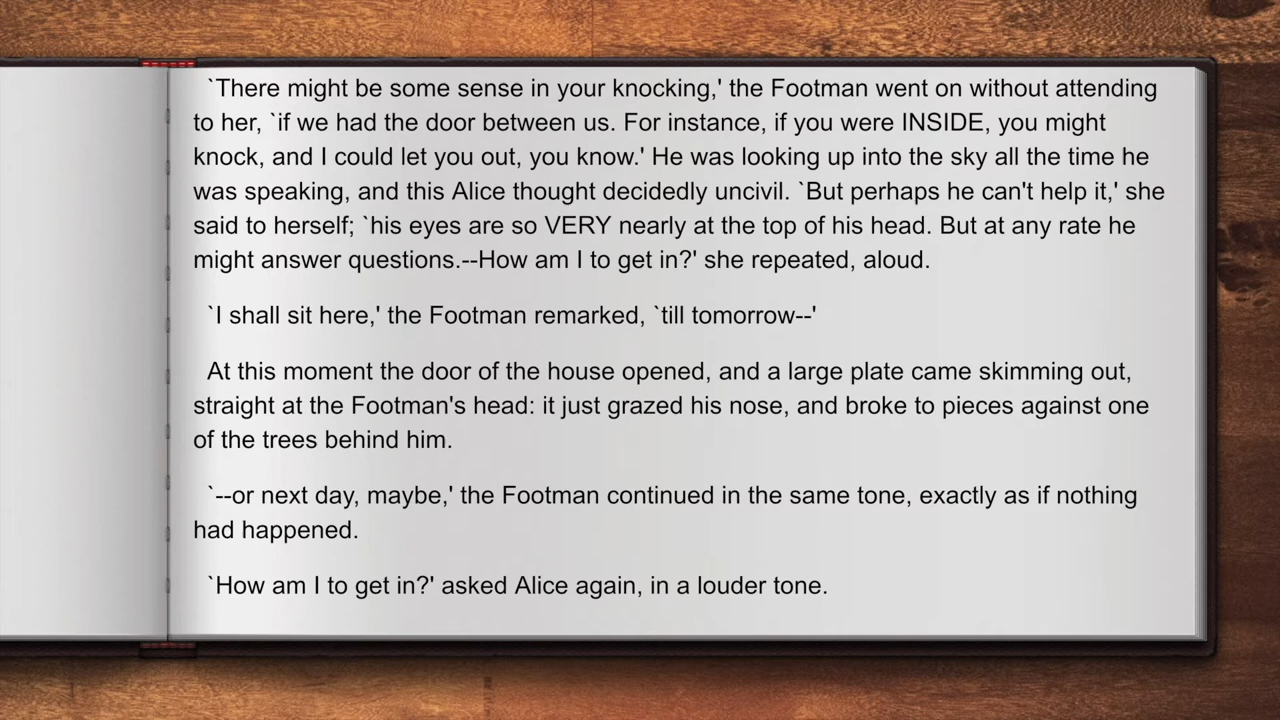 `There might be some sense in your knocking,' the Footman went on without attending
to her, `if we had the door between us. For instance, if you were INSIDE, you might
knock, and I could let you out, you know.' He was looking up into the sky all the time he
was speaking, and this Alice thought decidedly uncivil. `But perhaps he can't help it,' she
said to herself; `his eyes are so VERY nearly at the top of his head. But at any rate he
might answer questions.--How am I to get in?' she repeated, aloud.
`I shall sit here,' the Footman remarked, `till tomorrow--'
At this moment the door of the house opened, and a large plate came skimming out,
straight at the Footman's head: it just grazed his nose, and broke to pieces against one
of the trees behind him.
`--or next day, maybe,' the Footman continued in the same tone, exactly as if nothing
had happened.
`How am I to get in?' asked Alice again, in a louder tone.